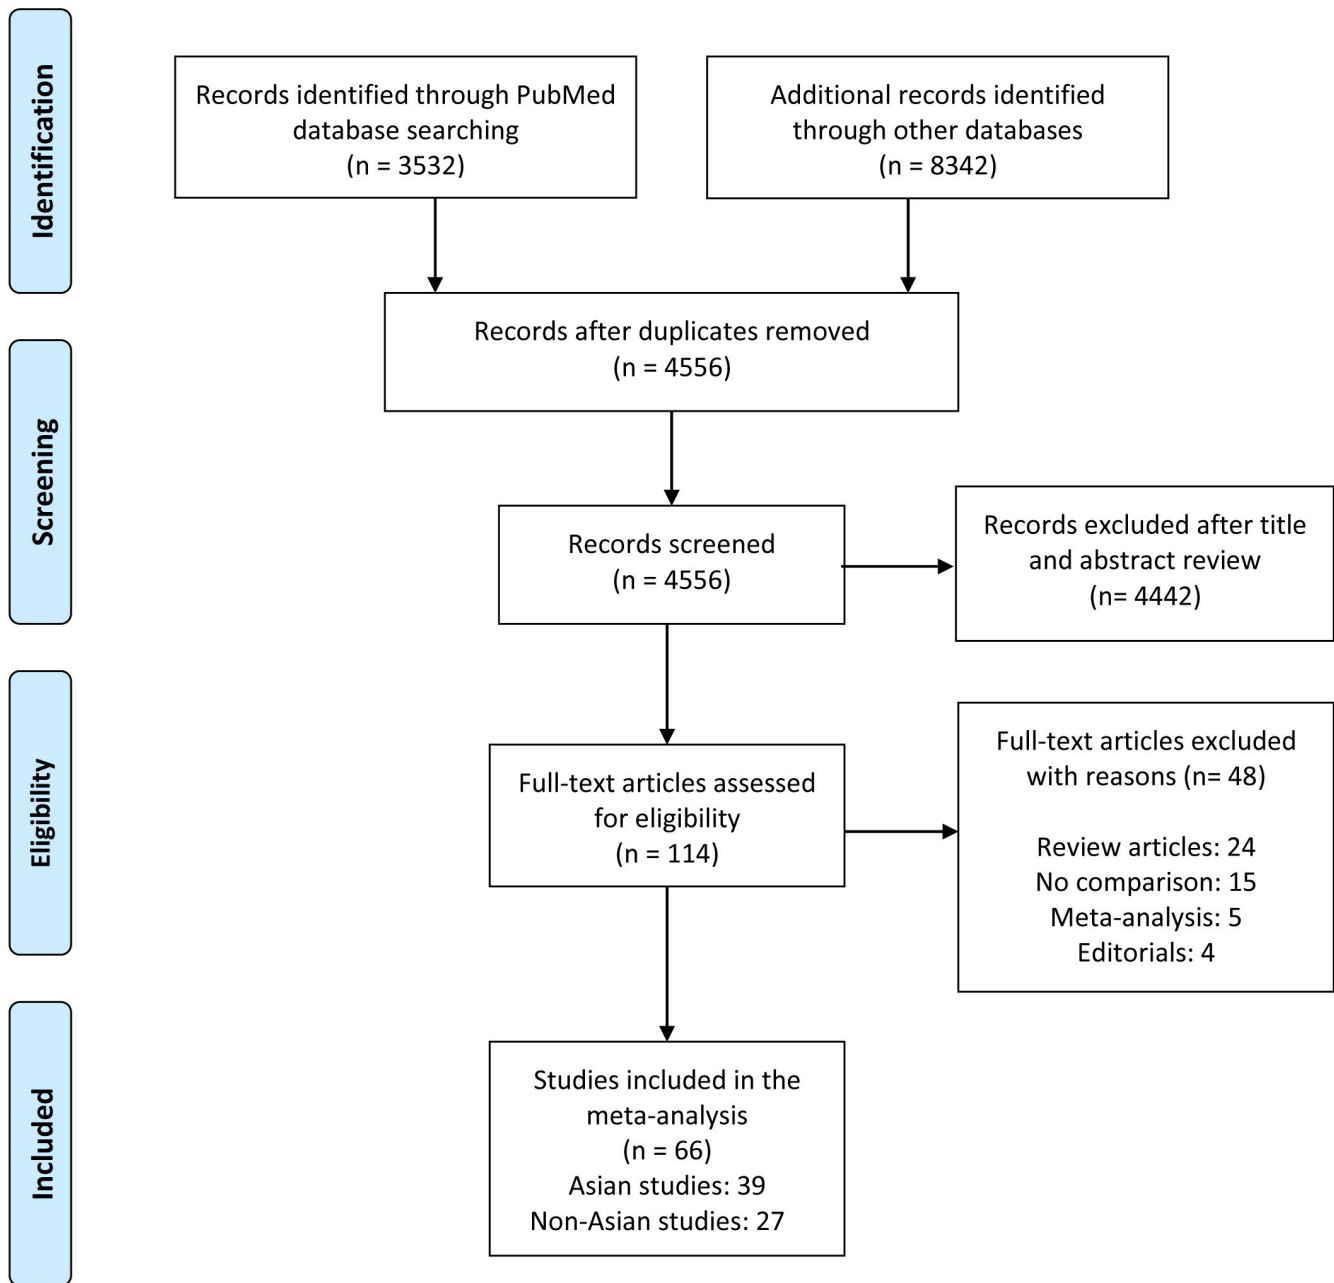 Identification
Records identified through PubMed
database searching
(n = 3532)
Additional records identified
through other databases
(n = 8342)
Records after duplicates removed
(n = 4556)
Screening
Records screened
(n = 4556)
Records excluded after title
and abstract review
(n= 4442)
Eligibility
Full-text articles assessed
for eligibility
(n = 114)
Full-text articles excluded
with reasons (n= 48)
Review articles: 24
No comparison: 15
Meta-analysis: 5
Editorials: 4
Included
Studies included in the
meta-analysis
(n = 66)
Asian studies: 39
Non-Asian studies: 27